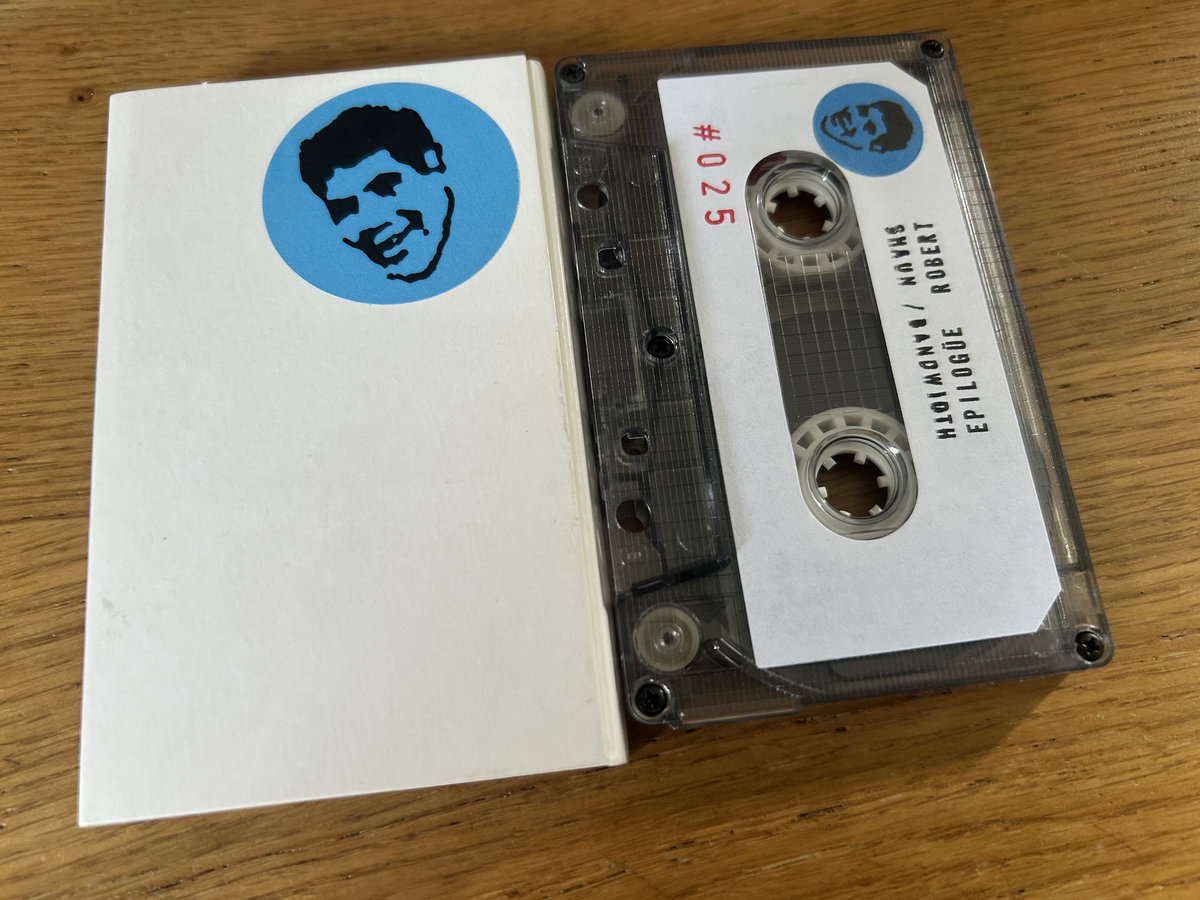 #025
SHAUN / BANDWIDTH
EPILOGÜE ROBERT